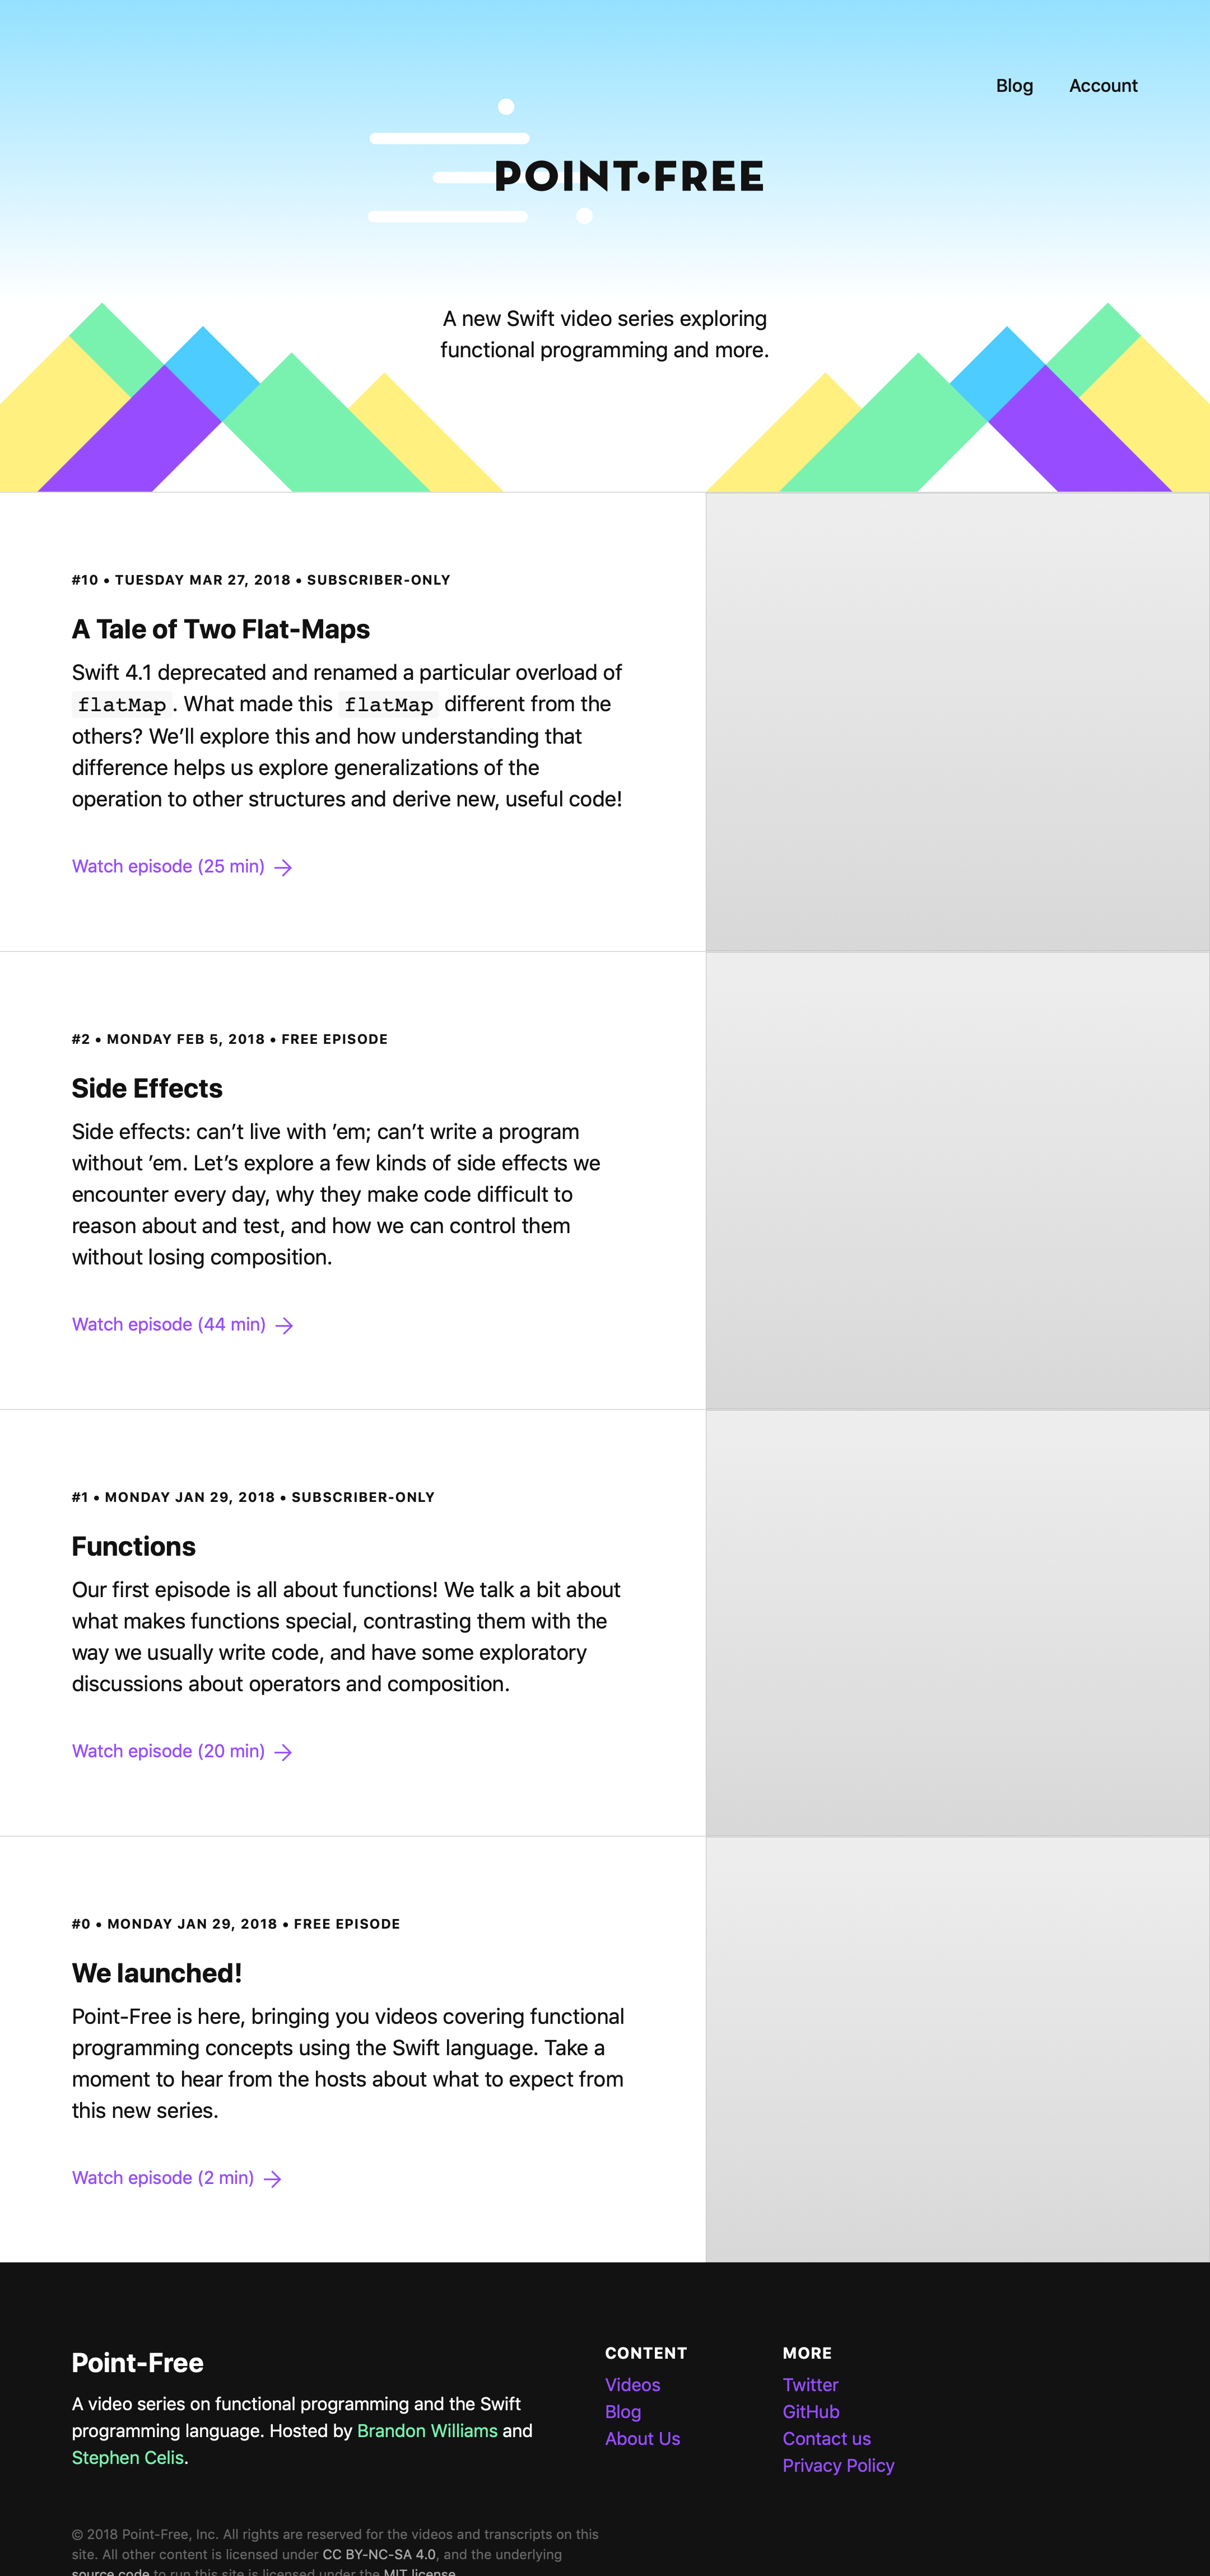 Blog Account
POINT•FREE
A new Swift video series exploring
functional programming and more.
#10 • TUESDAY MAR 27, 2018 • SUBSCRIBER-ONLY
A Tale of Two Flat-Maps
Swift 4.1 deprecated and renamed a particular overload of
flatMap. What made this flatMap different from the
others? We’ll explore this and how understanding that
difference helps us explore generalizations of the
operation to other structures and derive new, useful code!
Watch episode (25 min) →
#2 • MONDAY FEB 5, 2018 • FREE EPISODE
Side Effects
Side effects: can’t live with ’em; can’t write a program
without ’em. Let’s explore a few kinds of side effects we
encounter every day, why they make code difficult to
reason about and test, and how we can control them
without losing composition.
Watch episode (44 min) →
#1 • MONDAY JAN 29, 2018 • SUBSCRIBER-ONLY
Functions
Our first episode is all about functions! We talk a bit about
what makes functions special, contrasting them with the
way we usually write code, and have some exploratory
discussions about operators and composition.
Watch episode (20 min) →
#0 • MONDAY JAN 29, 2018 • FREE EPISODE
We launched!
Point-Free is here, bringing you videos covering functional
programming concepts using the Swift language. Take a
moment to hear from the hosts about what to expect from
this new series.
Watch episode (2 min) →
Point-Free
A video series on functional programming and the Swift
programming language. Hosted by Brandon Williams and
Stephen Celis.
CONTENT
Videos
Blog
About Us
MORE
Twitter
GitHub
Contact us
Privacy Policy
© 2018 Point-Free, Inc. All rights are reserved for the videos and transcripts on this
site. All other content is licensed under CC BY-NC-SA 4.0, and the underlying
source code to run this site is licensed under the MIT license.